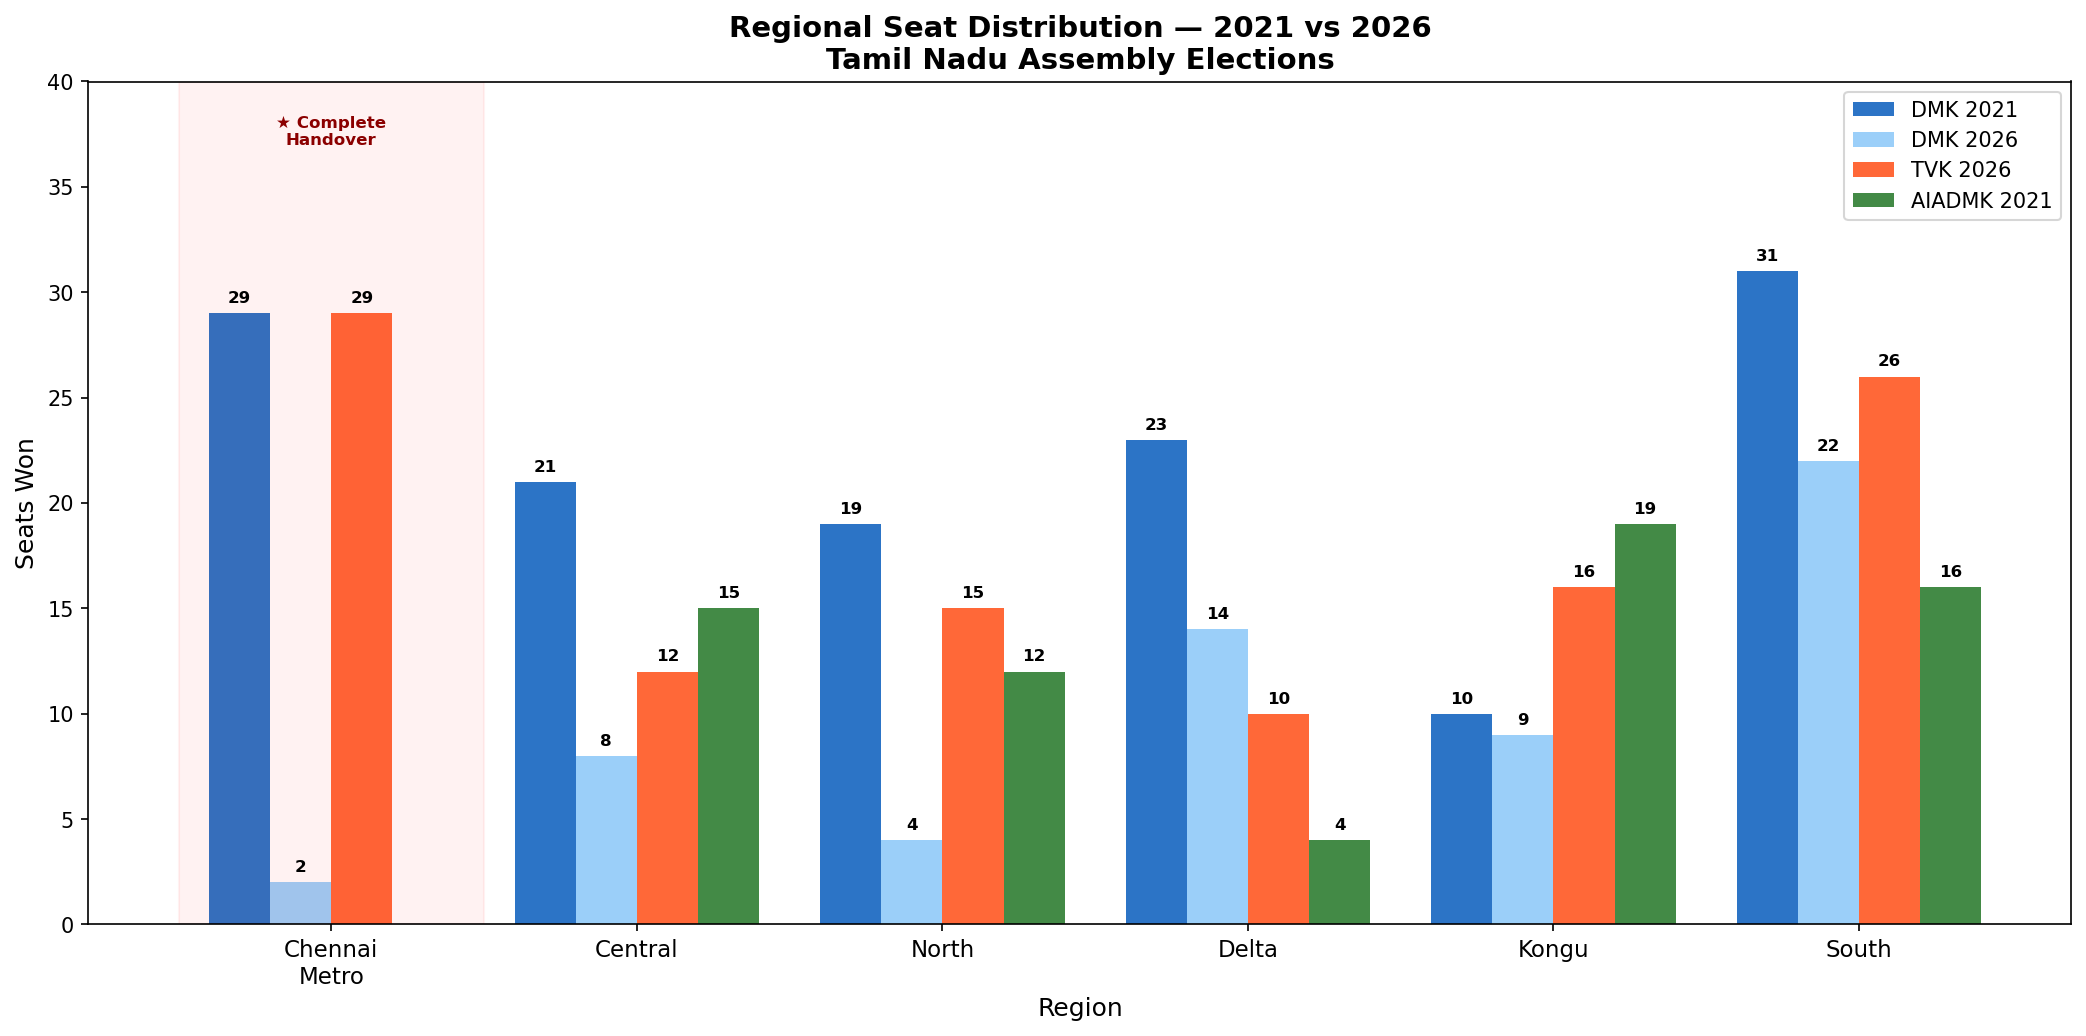 Regional Seat Distribution — 2021 vs 2026
Tamil Nadu Assembly Elections
40
35
30
25
20
15
10
5
0
Seats Won
★ Complete
Handover
DMK 2021
DMK 2026
TVK 2026
AIADMK 2021
29
2
29
21
8
12
15
19
4
15
12
23
14
10
4
10
9
16
19
31
22
26
16
Chennai
Metro
Central
North
Delta
Kongu
South
Region